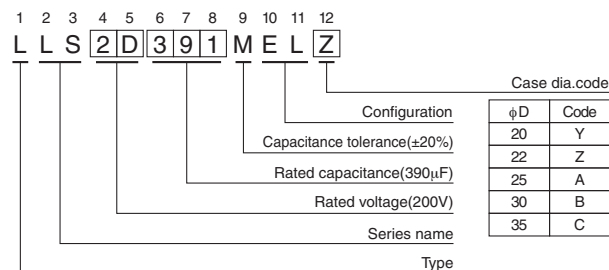 1 2 3 4 5 6 7 8 9 10 11 12
L L S 2 D 3 9 1 M E L Z
Case dia.code
Configuration
Capacitance tolerance(±20%)
Rated capacitance(390µF)
Rated voltage(200V)
Series name
Type
ϕD Code
20 Y
22 Z
25 A
30 B
35 C